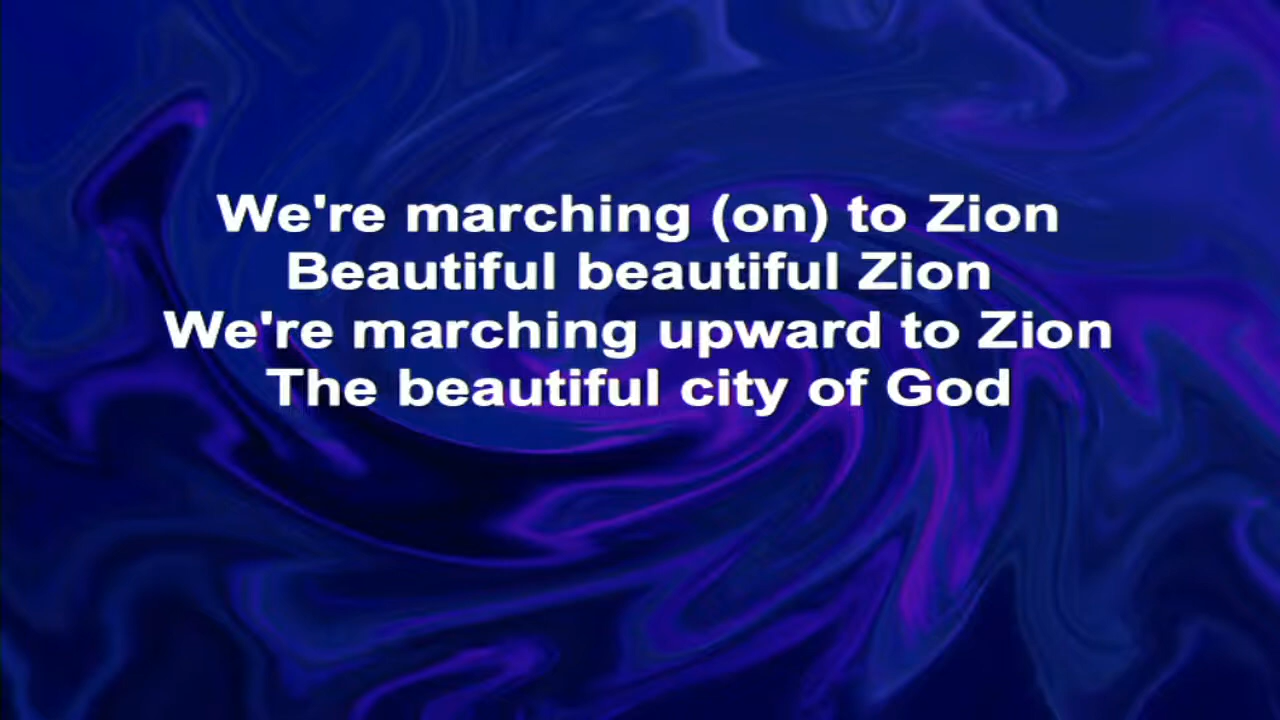 We're marching (on) to Zion
Beautiful beautiful Zion
We're marching upward to Zion
The beautiful city of God